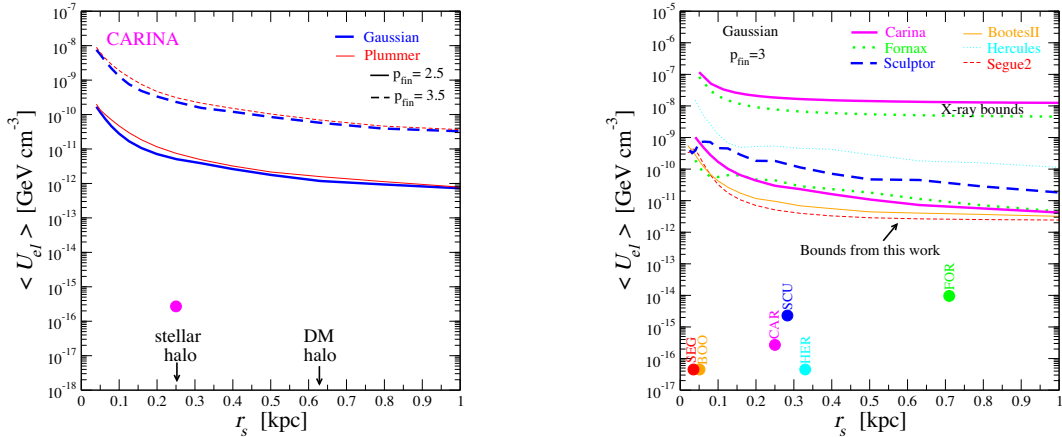 CARINA
Gaussian
Plummer
p_fin = 2.5
p_fin = 3.5
stellar
halo
DM
halo
10^-7
10^-8
10^-9
10^-10
10^-11
10^-12
10^-13
10^-14
10^-15
10^-16
10^-17
10^-18
< U_el > [GeV cm^-3]
0 0.1 0.2 0.3 0.4 0.5 0.6 0.7 0.8 0.9 1
r_s [kpc]
Gaussian
p_fin=3
Carina
Fornax
Sculptor
BootesII
Hercules
Segue2
X-ray bounds
Bounds from this work
SEG
BOO
CAR
SCU
HER
FOR
10^-5
10^-6
10^-7
10^-8
10^-9
10^-10
10^-11
10^-12
10^-13
10^-14
10^-15
10^-16
10^-17
< U_el > [GeV cm^-3]
0 0.1 0.2 0.3 0.4 0.5 0.6 0.7 0.8 0.9 1
r_s [kpc]